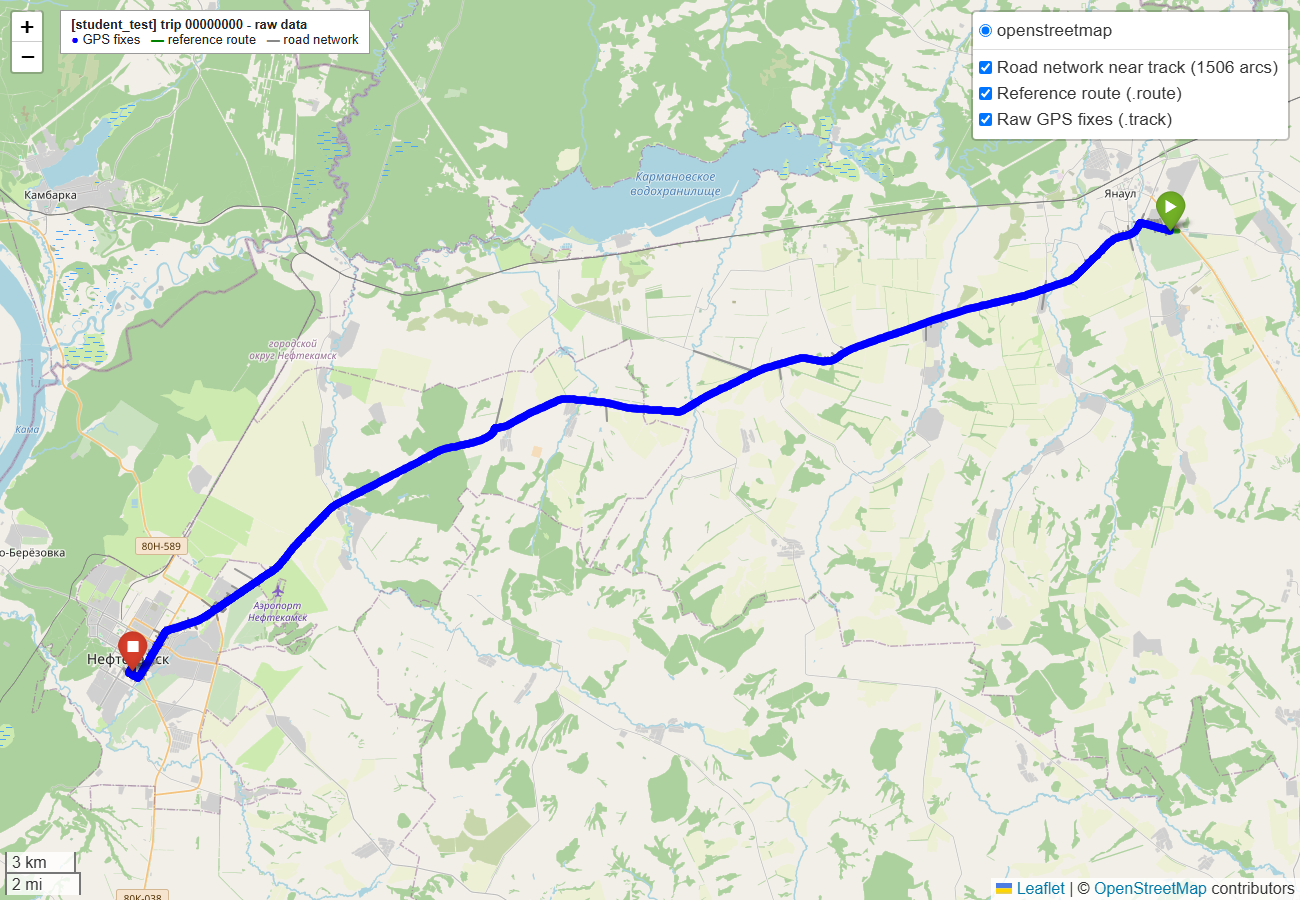 +
−
[student_test] trip 00000000 - raw data
GPS fixes reference route road network
openstreetmap
Road network near track (1506 arcs)
Reference route (.route)
Raw GPS fixes (.track)
Камбарка
Кармановское
водохранилище
Янаул
городской
округ Нефтекамск
Кама
80Н-589
о-Берёзовка
Аэропорт
Нефтекамск
80К-038
3 km
2 mi
Leaflet | © OpenStreetMap contributors